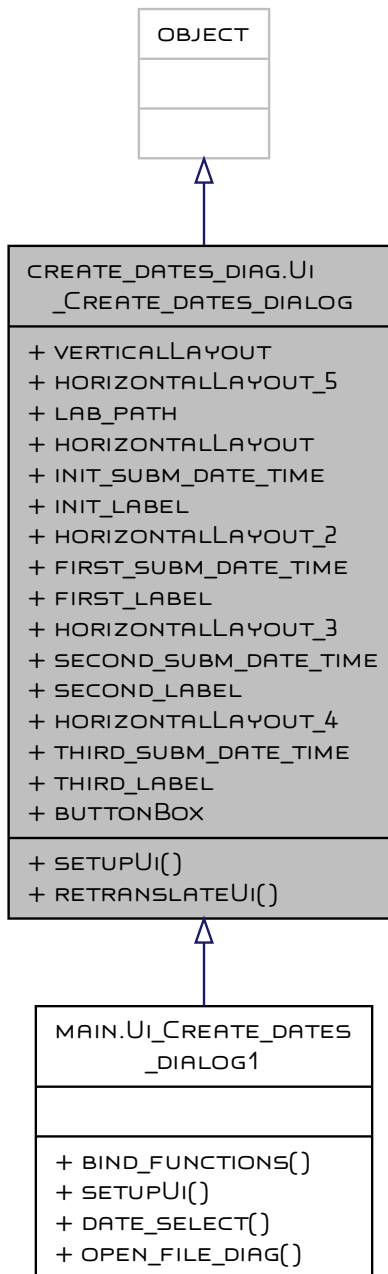 object
create_dates_diag.Ui
_Create_dates_dialog
+ verticalLayout
+ horizontalLayout_5
+ lab_path
+ horizontalLayout
+ init_subm_date_time
+ init_label
+ horizontalLayout_2
+ first_subm_date_time
+ first_label
+ horizontalLayout_3
+ second_subm_date_time
+ second_label
+ horizontalLayout_4
+ third_subm_date_time
+ third_label
+ buttonBox
+ setupUi()
+ retranslateUi()
main.Ui_Create_dates
_dialog1
+ bind_functions()
+ setupUi()
+ date_select()
+ open_file_diag()